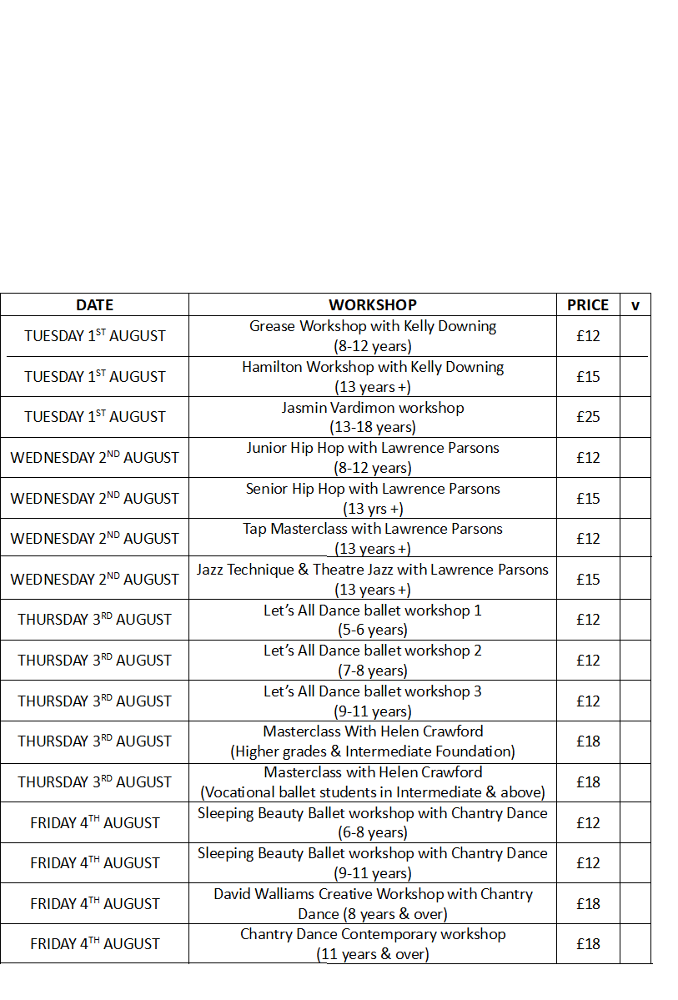 DATE WORKSHOP PRICE v
TUESDAY 1ST AUGUST Grease Workshop with Kelly Downing £12
(8-12 years)
TUESDAY 1ST AUGUST Hamilton Workshop with Kelly Downing £15
(13 years +)
TUESDAY 1ST AUGUST Jasmin Vardimon workshop £25
(13-18 years)
WEDNESDAY 2ND AUGUST Junior Hip Hop with Lawrence Parsons £12
(8-12 years)
WEDNESDAY 2ND AUGUST Senior Hip Hop with Lawrence Parsons £15
(13 yrs +)
WEDNESDAY 2ND AUGUST Tap Masterclass with Lawrence Parsons £12
(13 years +)
WEDNESDAY 2ND AUGUST Jazz Technique & Theatre Jazz with Lawrence Parsons £15
(13 years +)
THURSDAY 3RD AUGUST Let’s All Dance ballet workshop 1 £12
(5-6 years)
THURSDAY 3RD AUGUST Let’s All Dance ballet workshop 2 £12
(7-8 years)
THURSDAY 3RD AUGUST Let’s All Dance ballet workshop 3 £12
(9-11 years)
THURSDAY 3RD AUGUST Masterclass With Helen Crawford £18
(Higher grades & Intermediate Foundation)
THURSDAY 3RD AUGUST Masterclass with Helen Crawford £18
(Vocational ballet students in Intermediate & above)
FRIDAY 4TH AUGUST Sleeping Beauty Ballet workshop with Chantry Dance £12
(6-8 years)
FRIDAY 4TH AUGUST Sleeping Beauty Ballet workshop with Chantry Dance £12
(9-11 years)
FRIDAY 4TH AUGUST David Walliams Creative Workshop with Chantry £18
Dance (8 years & over)
FRIDAY 4TH AUGUST Chantry Dance Contemporary workshop £18
(11 years & over)